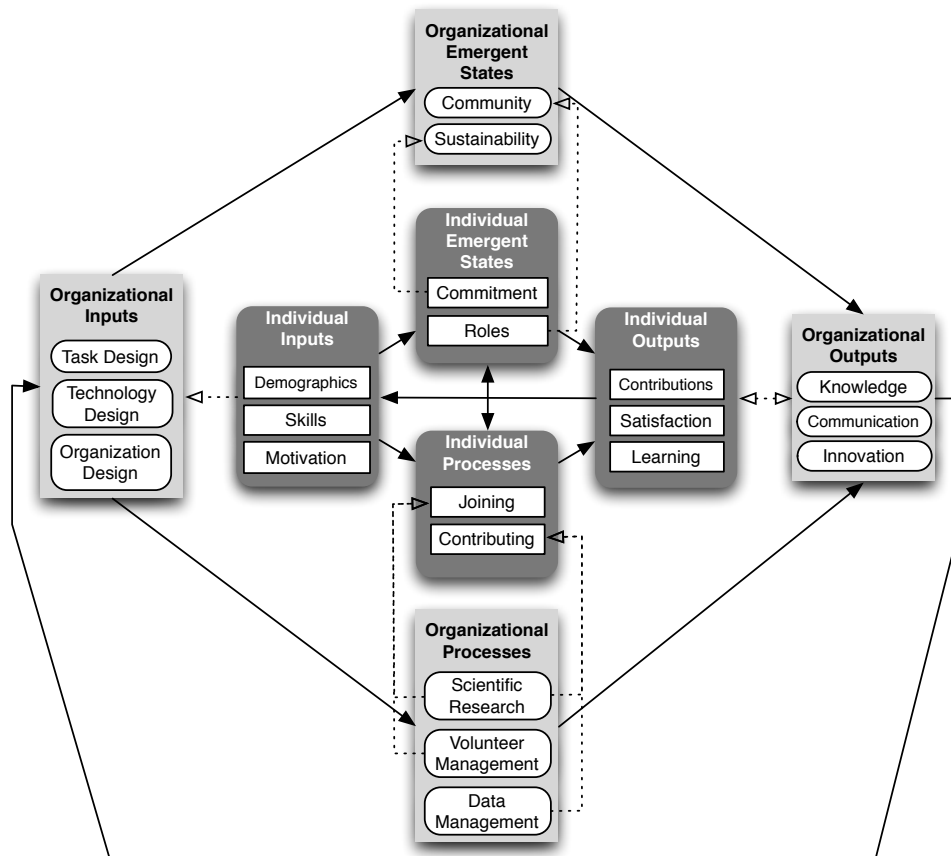 Organizational
Emergent
States
Community
Sustainability
Individual
Emergent
States
Commitment
Roles
Organizational
Inputs
Task Design
Technology
Design
Organization
Design
Individual
Inputs
Demographics
Skills
Motivation
Individual
Outputs
Contributions
Satisfaction
Learning
Organizational
Outputs
Knowledge
Communication
Innovation
Individual
Processes
Joining
Contributing
Organizational
Processes
Scientific
Research
Volunteer
Management
Data
Management